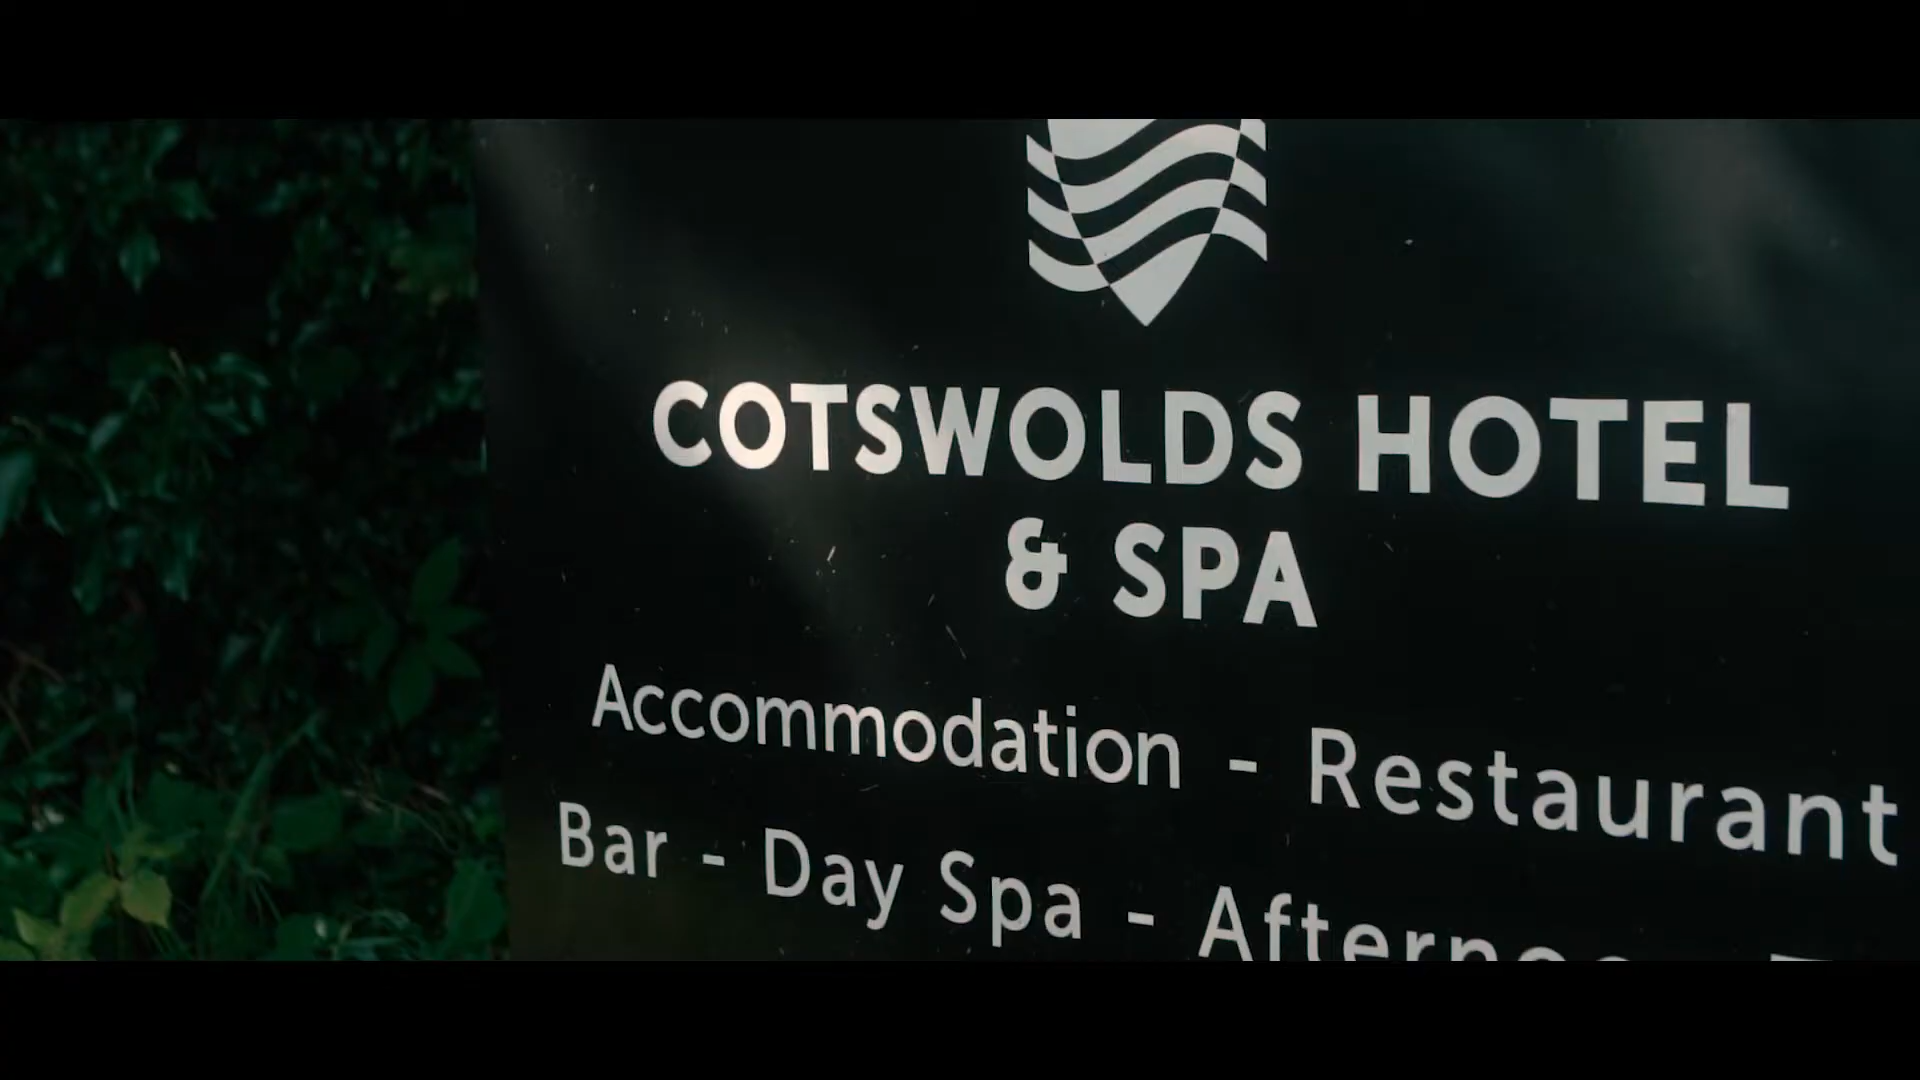 COTSWOLDS HOTEL
& SPA
Accommodation - Restaurant
Bar - Day Spa -